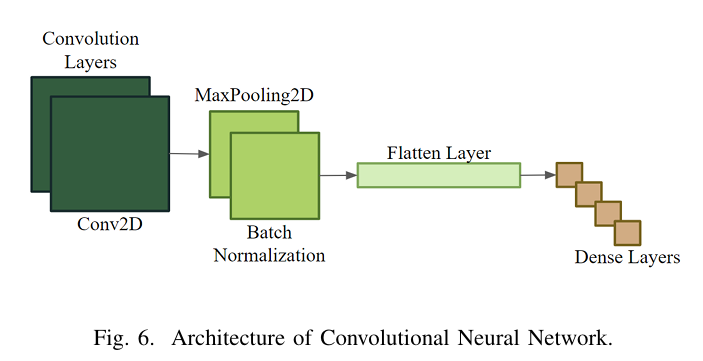 Convolution
Layers
Conv2D
MaxPooling2D
Batch
Normalization
Flatten Layer
Dense Layers
Fig. 6. Architecture of Convolutional Neural Network.